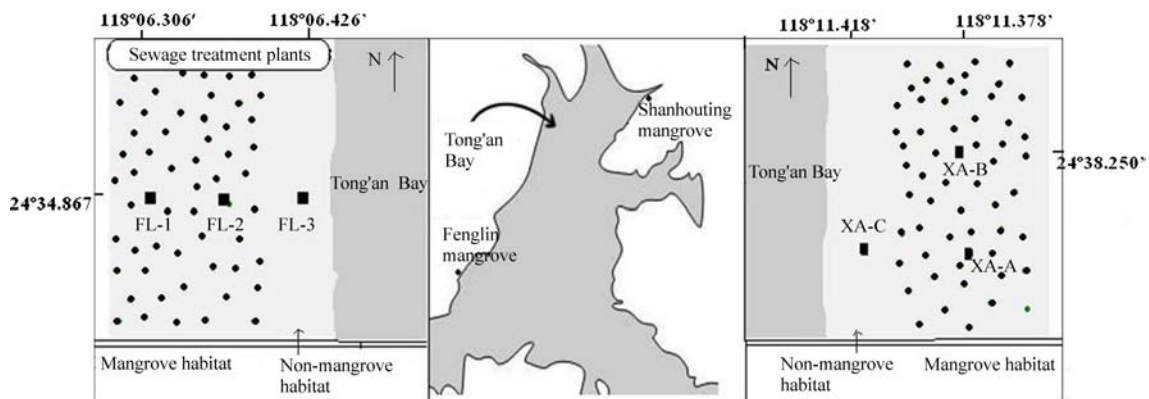 118°06.306′ 118°06.426′
Sewage treatment plants
N
Tong'an Bay
24°34.867
FL-1 FL-2 FL-3
Mangrove habitat
Non-mangrove
habitat
Shanhouting
mangrove
Tong'an
Bay
Fenglin
mangrove
118°11.418' 118°11.378'
N
Tong'an Bay
XA-B
24°38.250'
XA-C
XA-A
Non-mangrove
habitat
Mangrove habitat